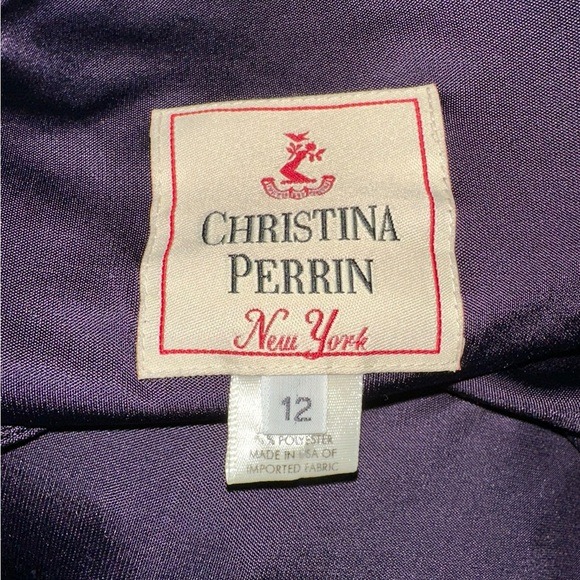 CHRISTINA
PERRIN
New York
12
% POLYESTER
MADE IN USA OF
IMPORTED FABRIC